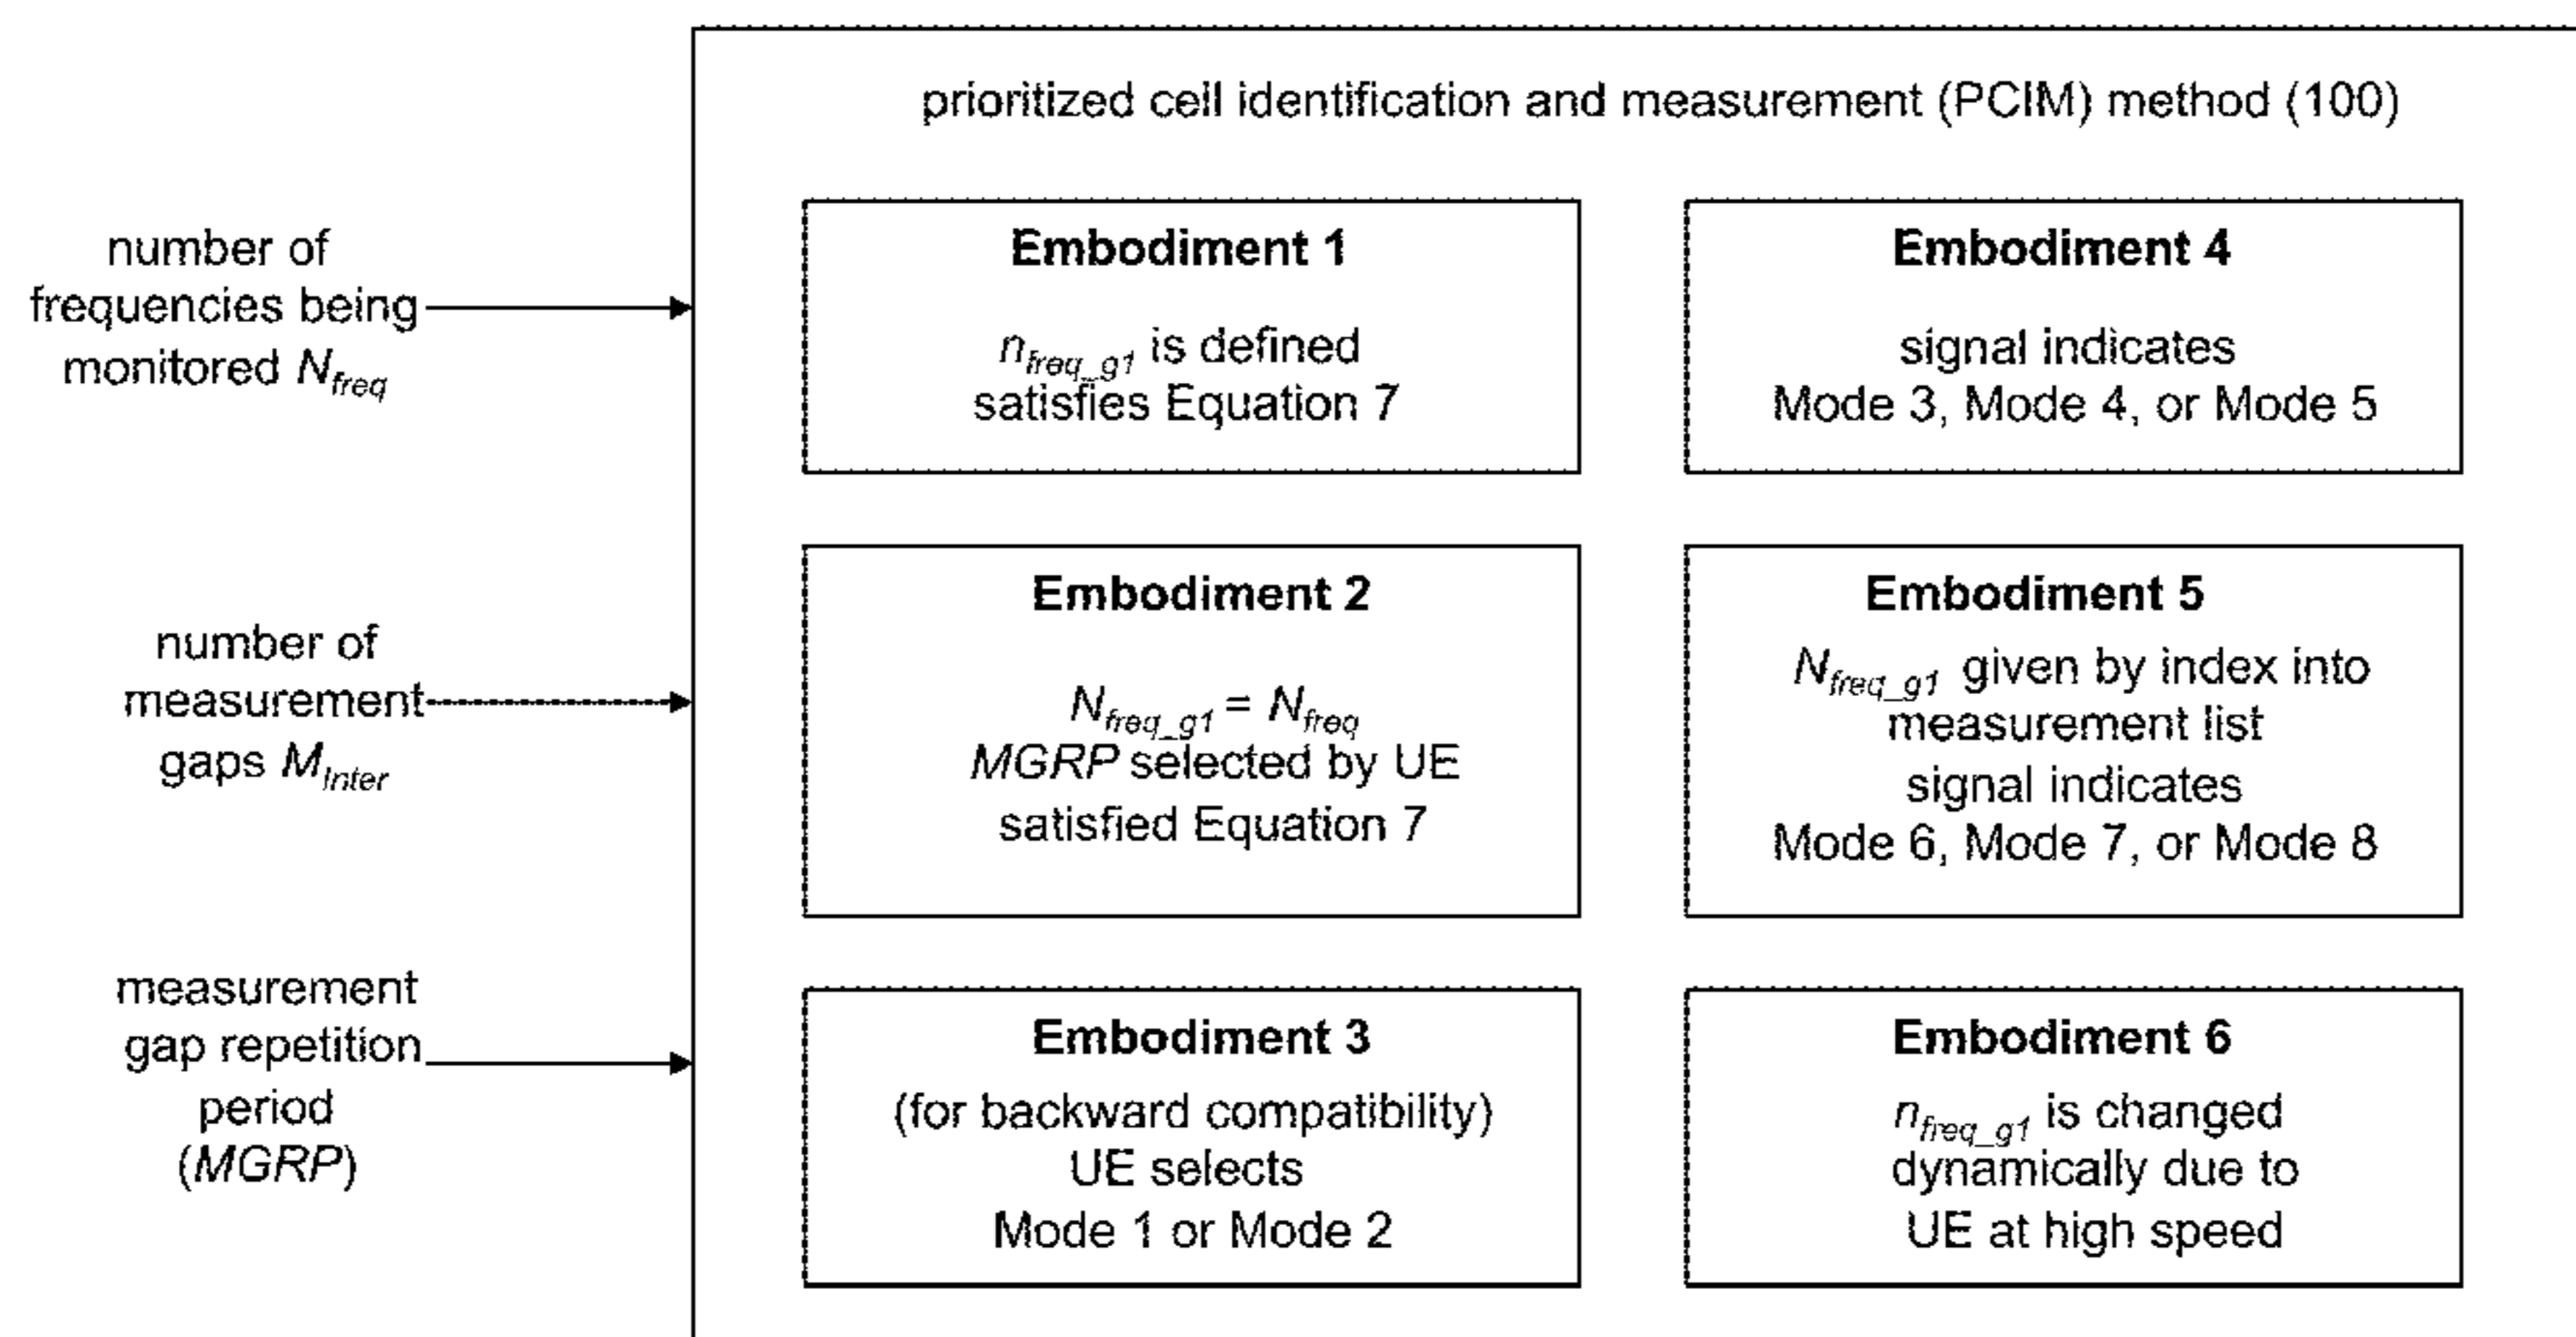 prioritized cell identification and measurement (PCIM) method (100)
number of
frequencies being
monitored N_freq
number of
measurement
gaps M_Inter
measurement
gap repetition
period
(MGRP)
Embodiment 1
n_freq_g1 is defined
satisfies Equation 7
Embodiment 4
signal indicates
Mode 3, Mode 4, or Mode 5
Embodiment 2
N_freq_g1 = N_freq
MGRP selected by UE
satisfied Equation 7
Embodiment 5
N_freq_g1 given by index into
measurement list
signal indicates
Mode 6, Mode 7, or Mode 8
Embodiment 3
(for backward compatibility)
UE selects
Mode 1 or Mode 2
Embodiment 6
n_freq_g1 is changed
dynamically due to
UE at high speed